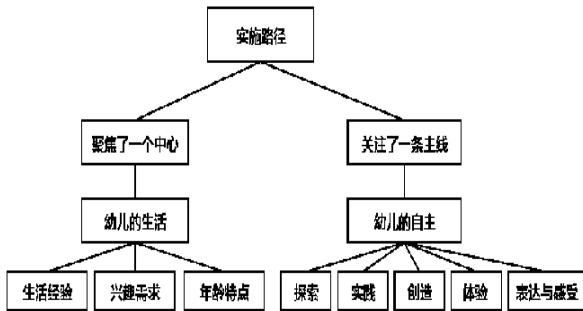 实施路径
聚焦了一个中心
关注了一条主线
幼儿的生活
幼儿的自主
生活经验
兴趣需求
年龄特点
探索
实践
创造
体验
表达与感受